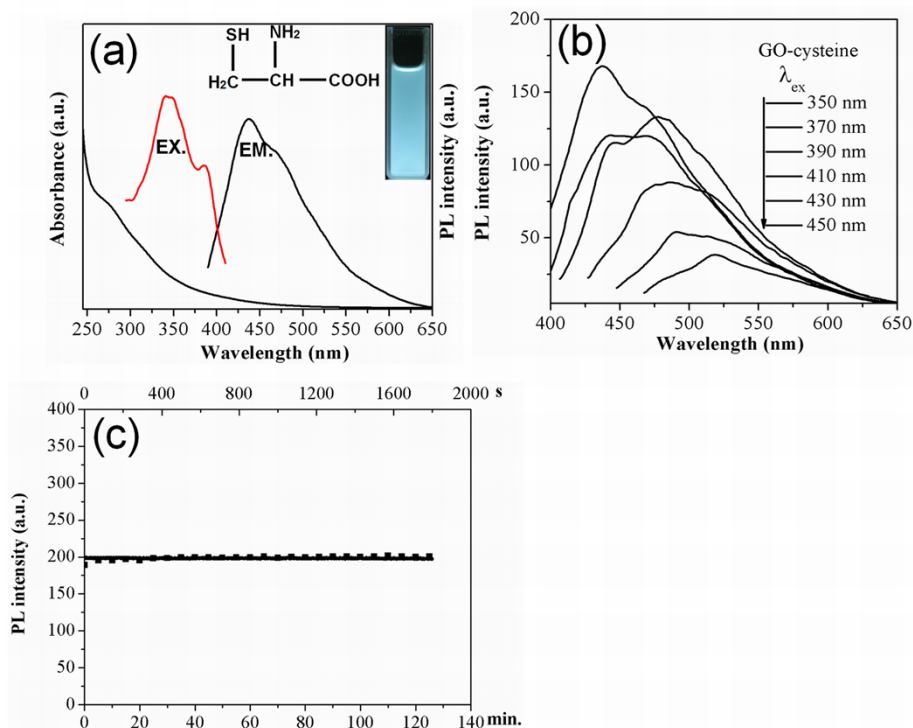 (a)
SH NH₂
H₂C — CH — COOH
EX. EM.
Absorbance (a.u.)
PL intensity (a.u.)
245 300 350 400 450 500 550 600 650
Wavelength (nm)
(b)
GO-cysteine
λex
350 nm
370 nm
390 nm
410 nm
430 nm
450 nm
PL intensity (a.u.)
200
150
100
50
400 450 500 550 600 650
Wavelength (nm)
0 400 800 1200 1600 2000 s
(c)
PL intensity (a.u.)
400
350
300
250
200
150
100
50
0
0 20 40 60 80 100 120 140 min.